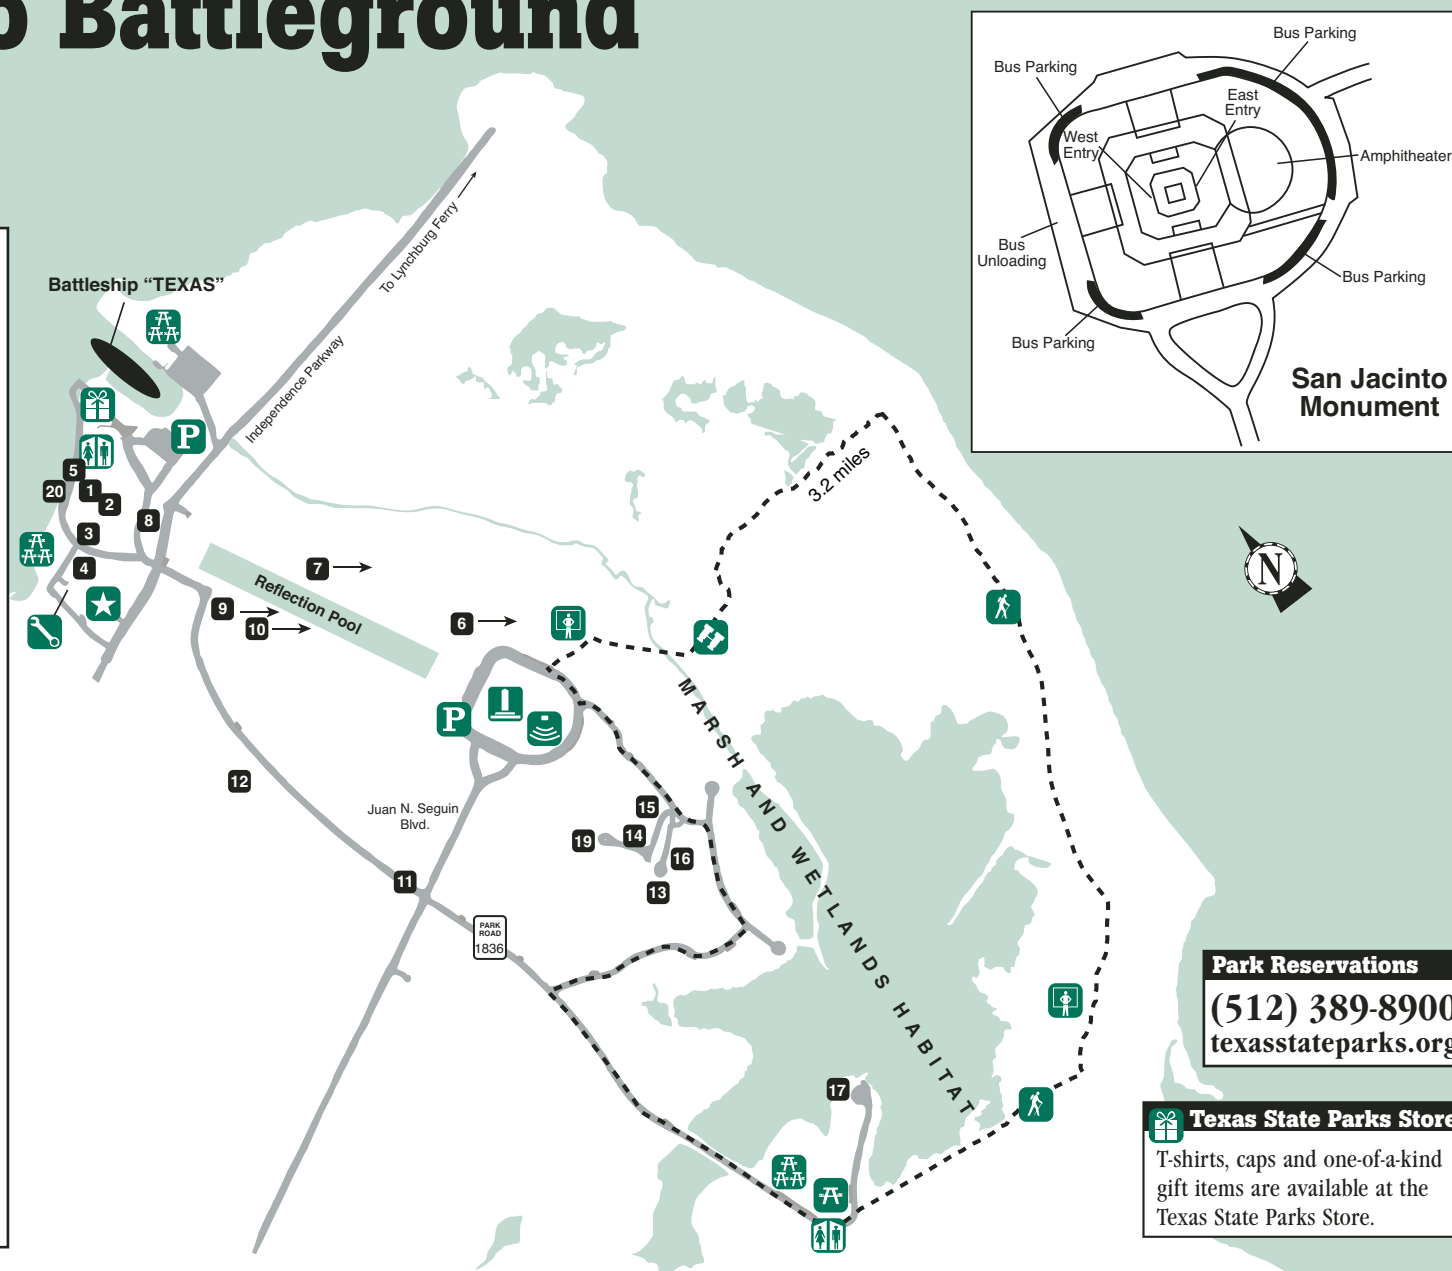 Battleground
Bus Parking
Bus Parking
East
Entry
West
Entry
Amphitheater
Bus
Unloading
Bus Parking
Bus Parking
San Jacinto
Monument
To Lynchburg Ferry
Independence Parkway
Battleship “TEXAS”
P
5
20
1
2
3
4
8
7
9
10
6
Reflection Pool
3.2 miles
N
P
MARSH AND WETLANDS HABITAT
12
Juan N. Seguin
Blvd.
15
14
19
16
13
11
PARK
ROAD
1836
17
Park Reservations
(512) 389-8900
texasstateparks.org
Texas State Parks Store
T-shirts, caps and one-of-a-kind
gift items are available at the
Texas State Parks Store.